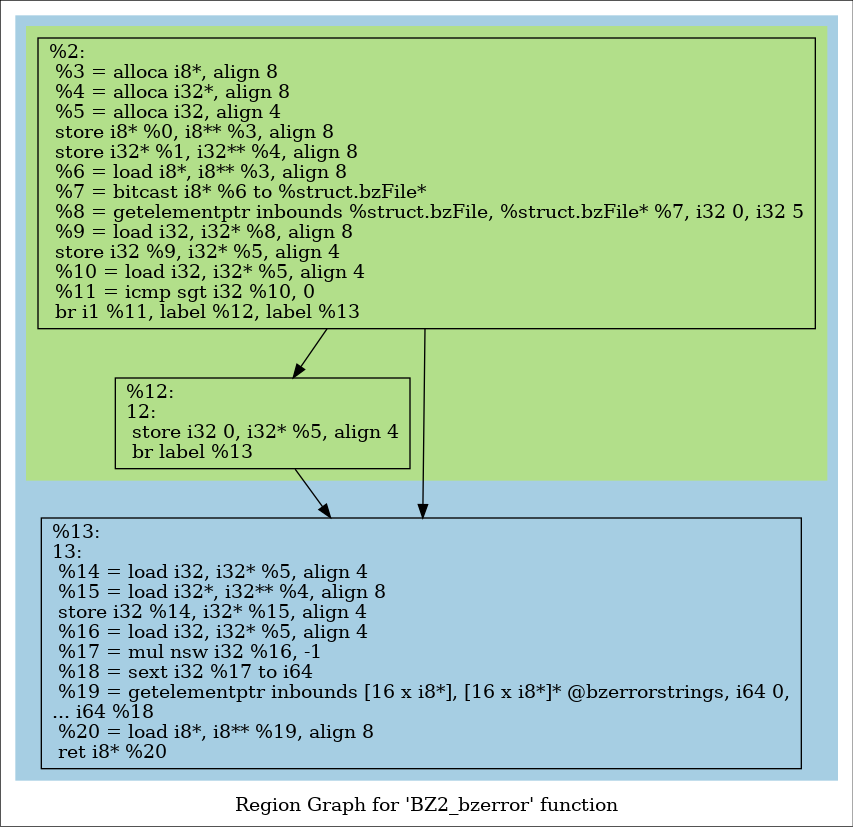 %2:
%3 = alloca i8*, align 8
%4 = alloca i32*, align 8
%5 = alloca i32, align 4
store i8* %0, i8** %3, align 8
store i32* %1, i32** %4, align 8
%6 = load i8*, i8** %3, align 8
%7 = bitcast i8* %6 to %struct.bzFile*
%8 = getelementptr inbounds %struct.bzFile, %struct.bzFile* %7, i32 0, i32 5
%9 = load i32, i32* %8, align 8
store i32 %9, i32* %5, align 4
%10 = load i32, i32* %5, align 4
%11 = icmp sgt i32 %10, 0
br i1 %11, label %12, label %13
%12:
12:
store i32 0, i32* %5, align 4
br label %13
%13:
13:
%14 = load i32, i32* %5, align 4
%15 = load i32*, i32** %4, align 8
store i32 %14, i32* %15, align 4
%16 = load i32, i32* %5, align 4
%17 = mul nsw i32 %16, -1
%18 = sext i32 %17 to i64
%19 = getelementptr inbounds [16 x i8*], [16 x i8*]* @bzerrorstrings, i64 0,
... i64 %18
%20 = load i8*, i8** %19, align 8
ret i8* %20
Region Graph for 'BZ2_bzerror' function